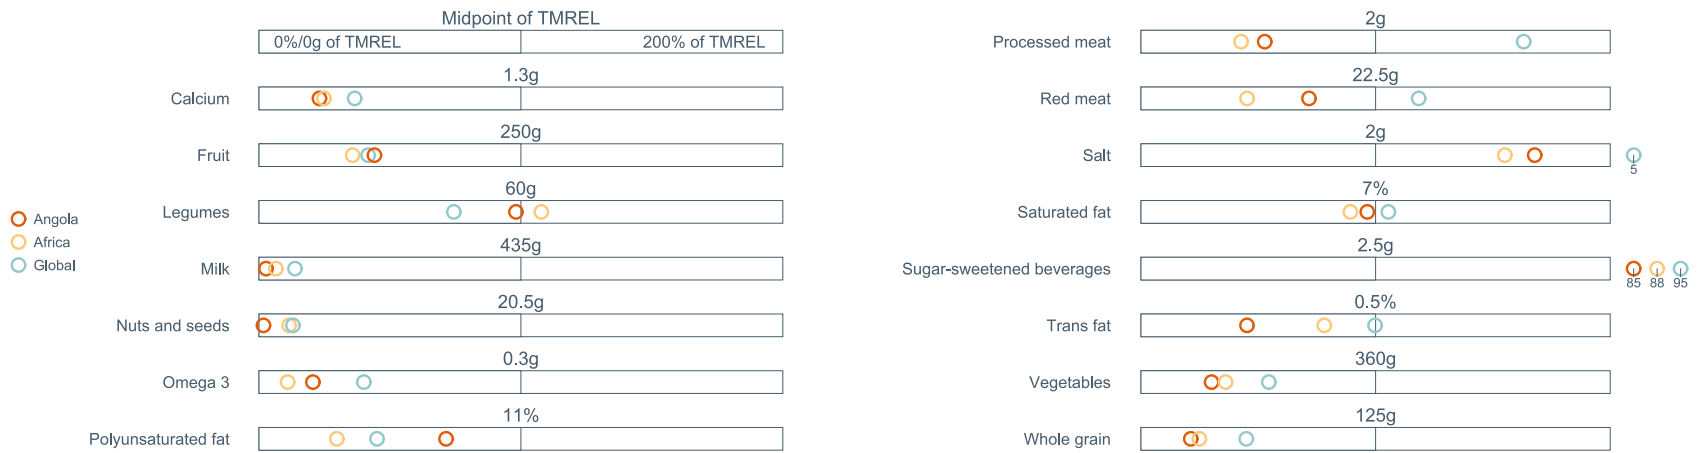 Midpoint of TMREL
0%/0g of TMREL
200% of TMREL
1.3g
Calcium
250g
Fruit
60g
Legumes
435g
Milk
20.5g
Nuts and seeds
0.3g
Omega 3
11%
Polyunsaturated fat
Angola
Africa
Global
2g
Processed meat
22.5g
Red meat
2g
Salt
5
7%
Saturated fat
2.5g
Sugar-sweetened beverages
85 88 95
0.5%
Trans fat
360g
Vegetables
125g
Whole grain